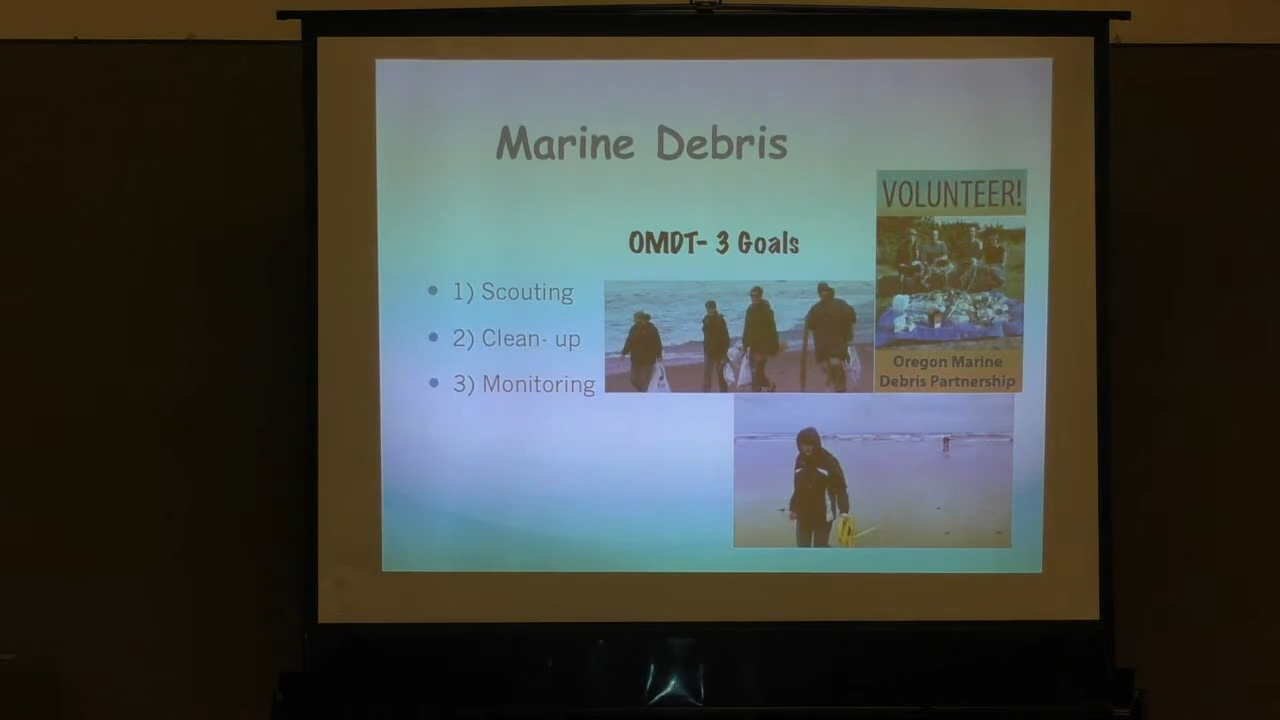 Marine Debris
VOLUNTEER!
OMDT- 3 Goals
• 1) Scouting
• 2) Clean- up
• 3) Monitoring
Oregon Marine
Debris Partnership